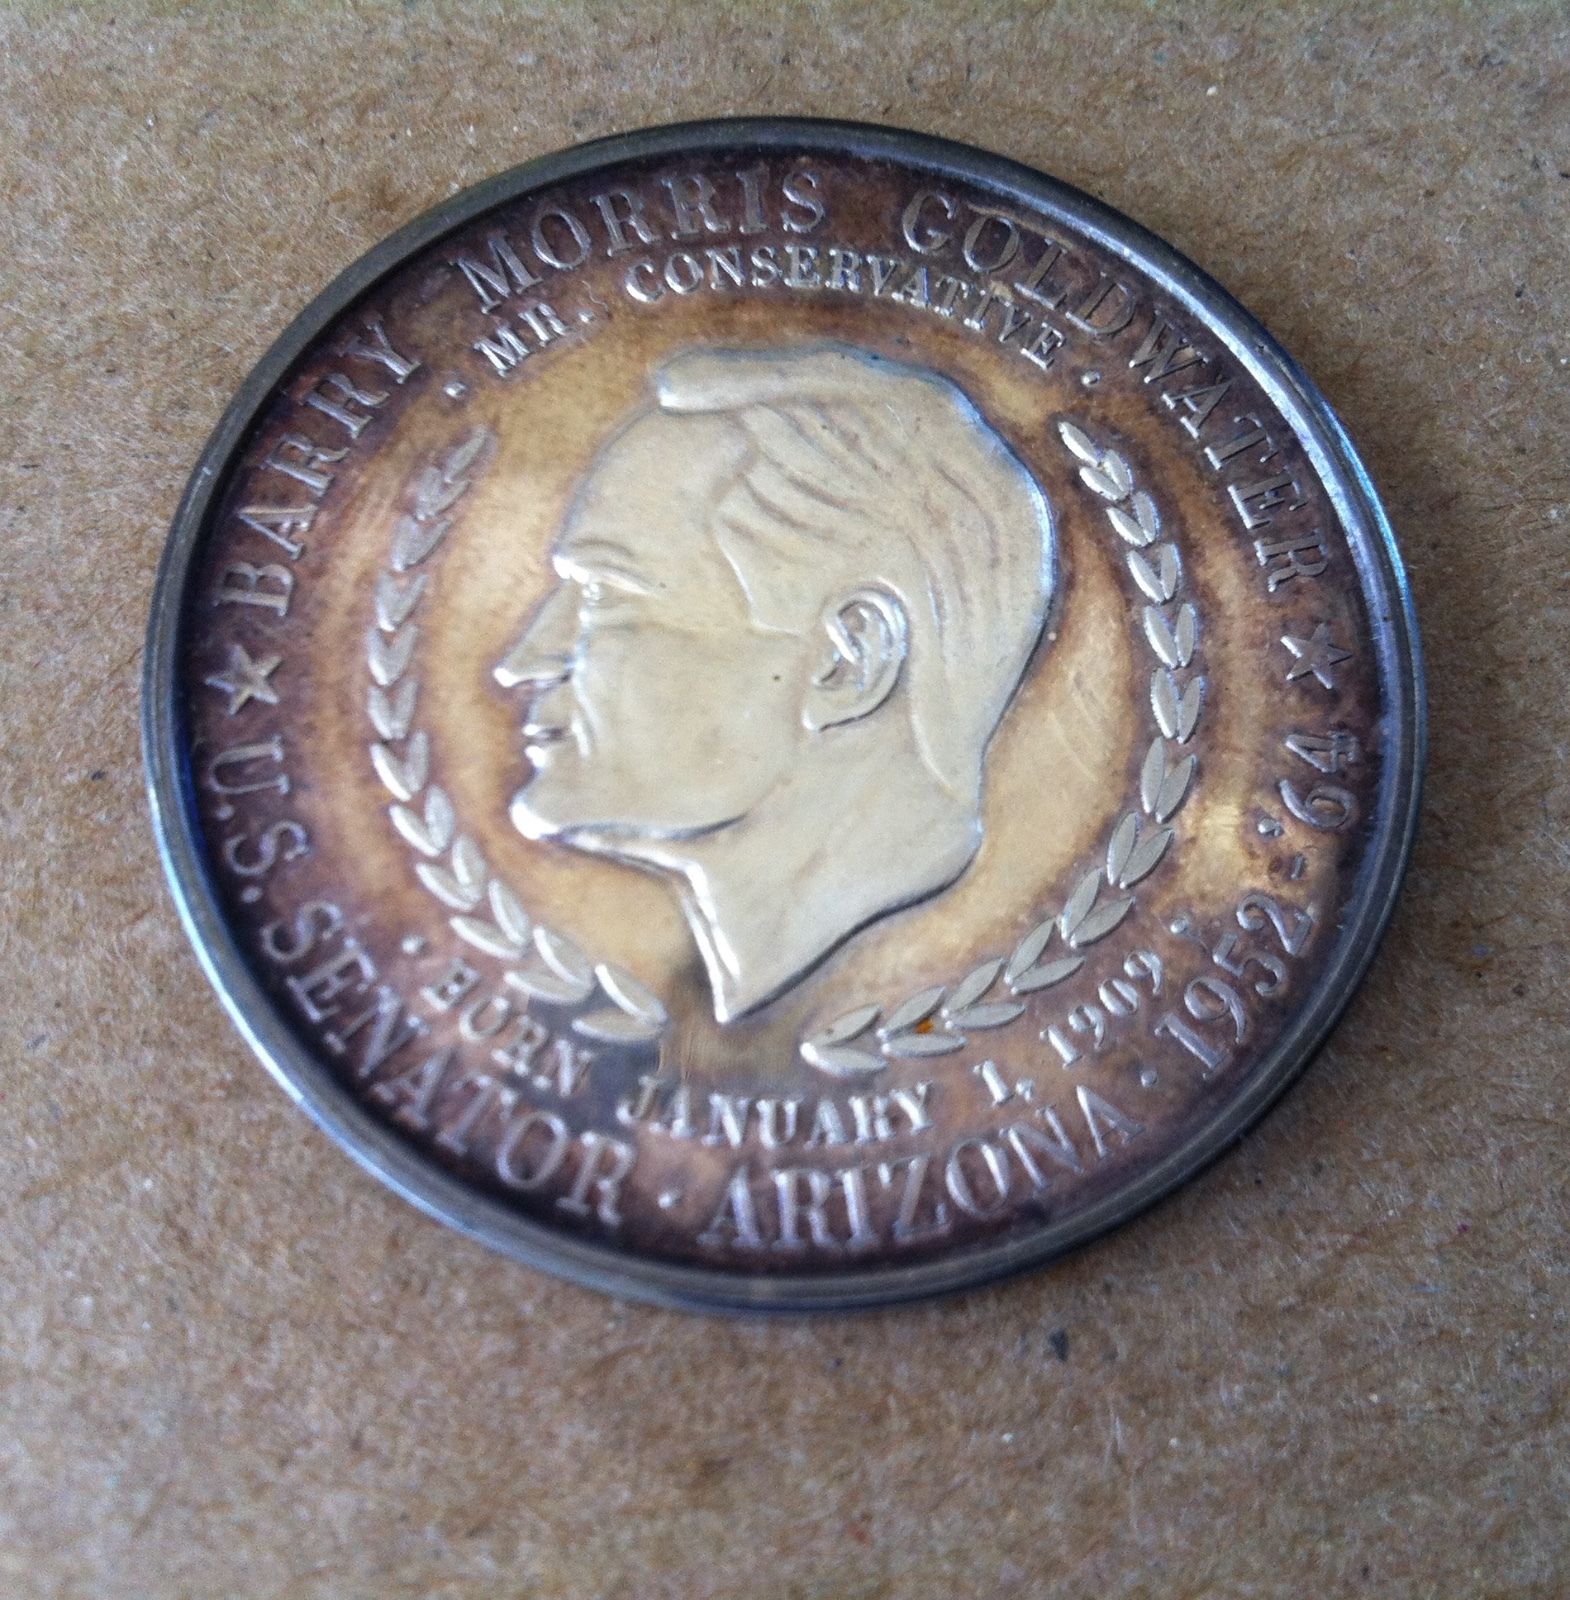 ★ BARRY MORRIS GOLDWATER ★
· MR. CONSERVATIVE ·
· BORN JANUARY 1, 1909 ·
U.S. SENATOR · ARIZONA · 1952-'64